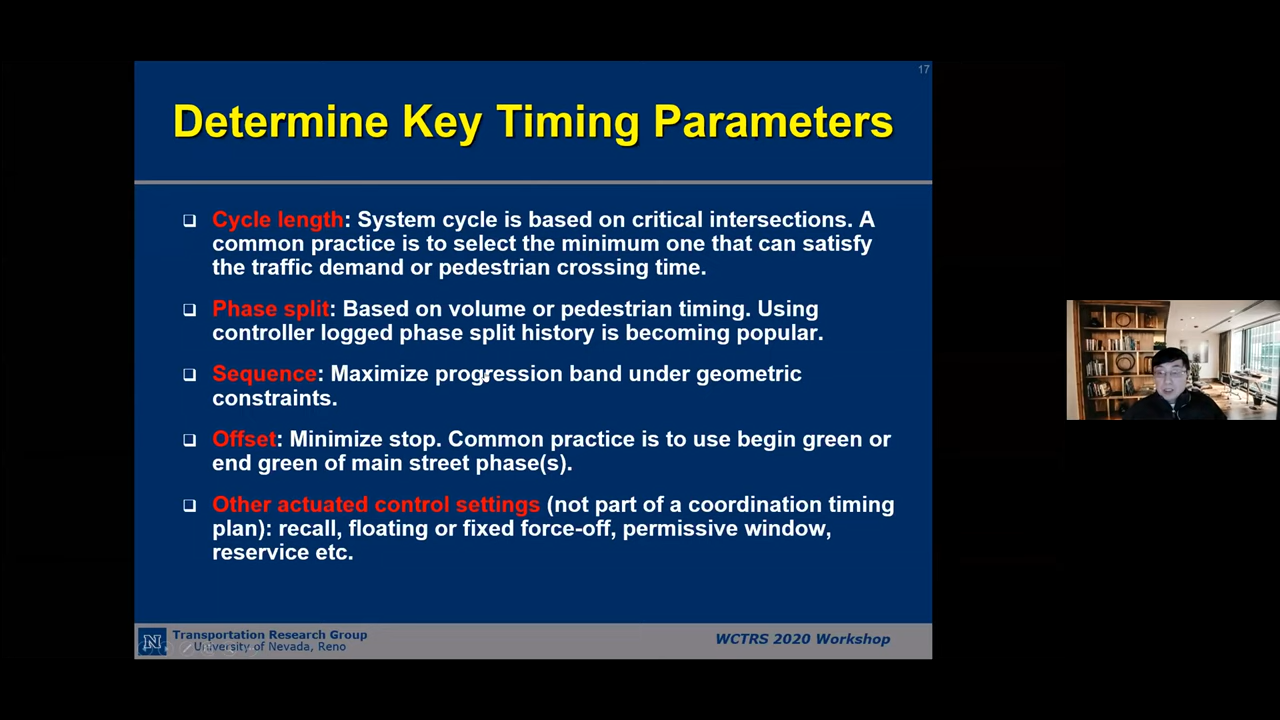 17
Determine Key Timing Parameters
Cycle length: System cycle is based on critical intersections. A
common practice is to select the minimum one that can satisfy
the traffic demand or pedestrian crossing time.
Phase split: Based on volume or pedestrian timing. Using
controller logged phase split history is becoming popular.
Sequence: Maximize progression band under geometric
constraints.
Offset: Minimize stop. Common practice is to use begin green or
end green of main street phase(s).
Other actuated control settings (not part of a coordination timing
plan): recall, floating or fixed force-off, permissive window,
reservice etc.
N
Transportation Research Group
University of Nevada, Reno
WCTRS 2020 Workshop